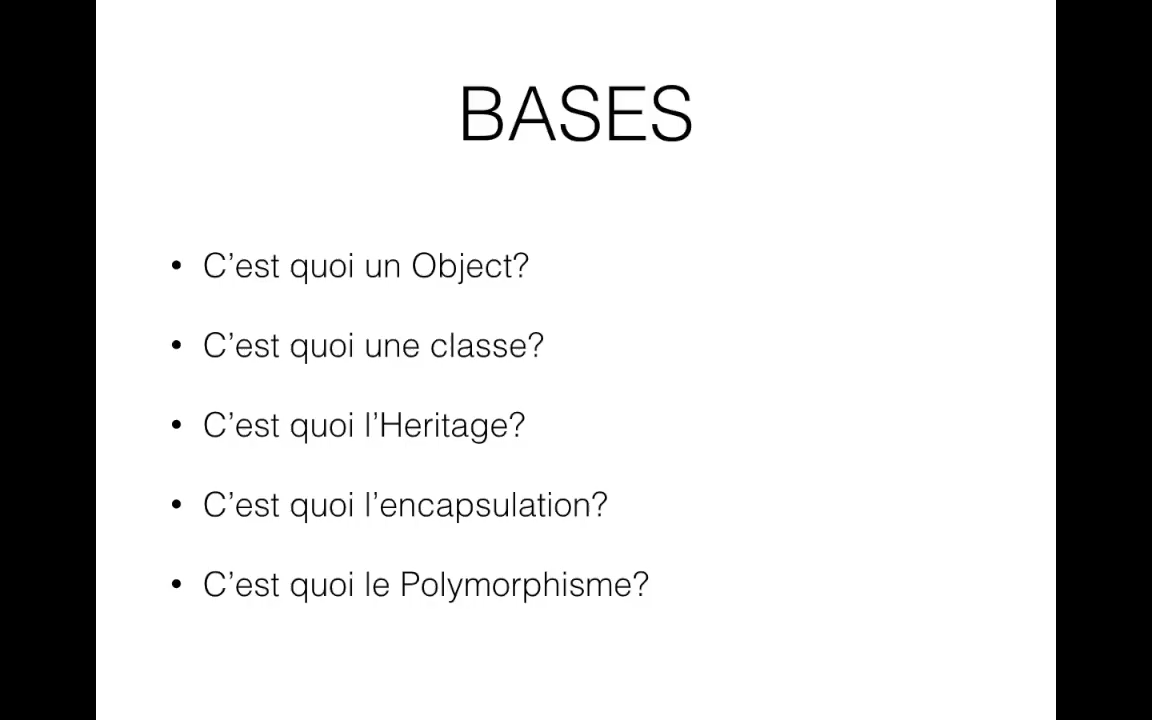 BASES
• C’est quoi un Object?
• C’est quoi une classe?
• C’est quoi l’Heritage?
• C’est quoi l’encapsulation?
• C’est quoi le Polymorphisme?